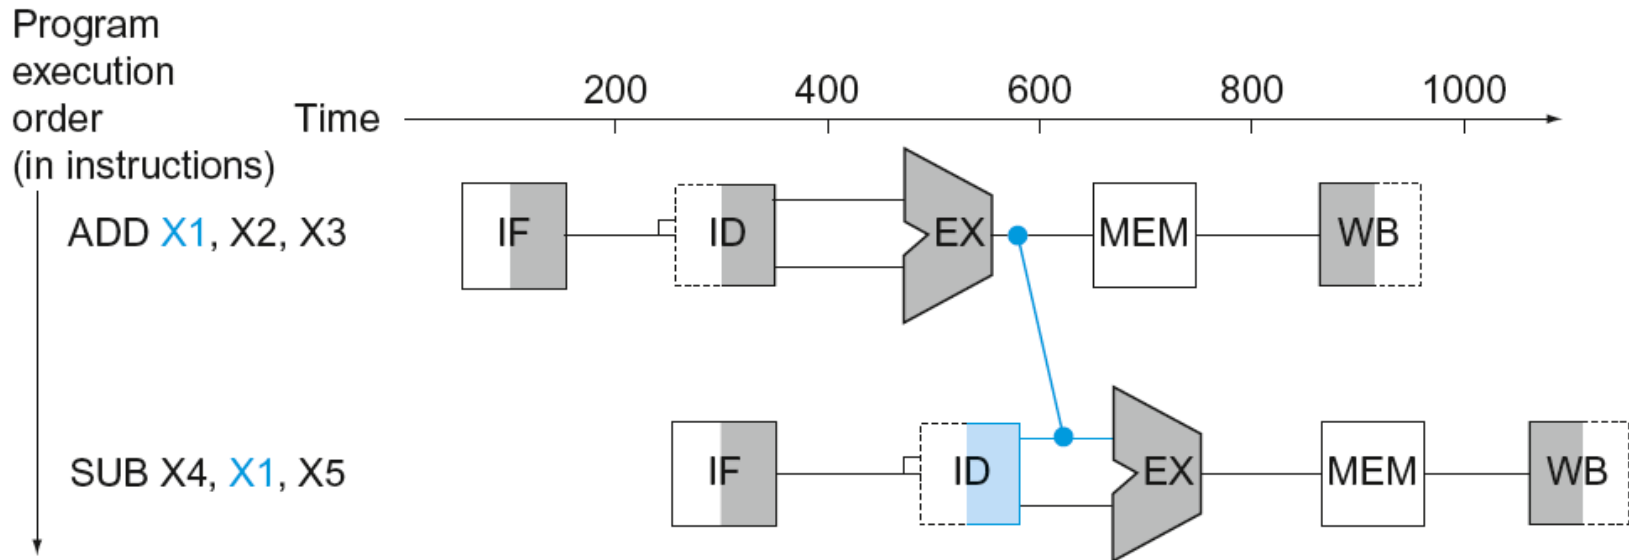 Program
execution
order
(in instructions)
Time
200 400 600 800 1000
ADD X1, X2, X3
IF ID EX MEM WB
SUB X4, X1, X5
IF ID EX MEM WB